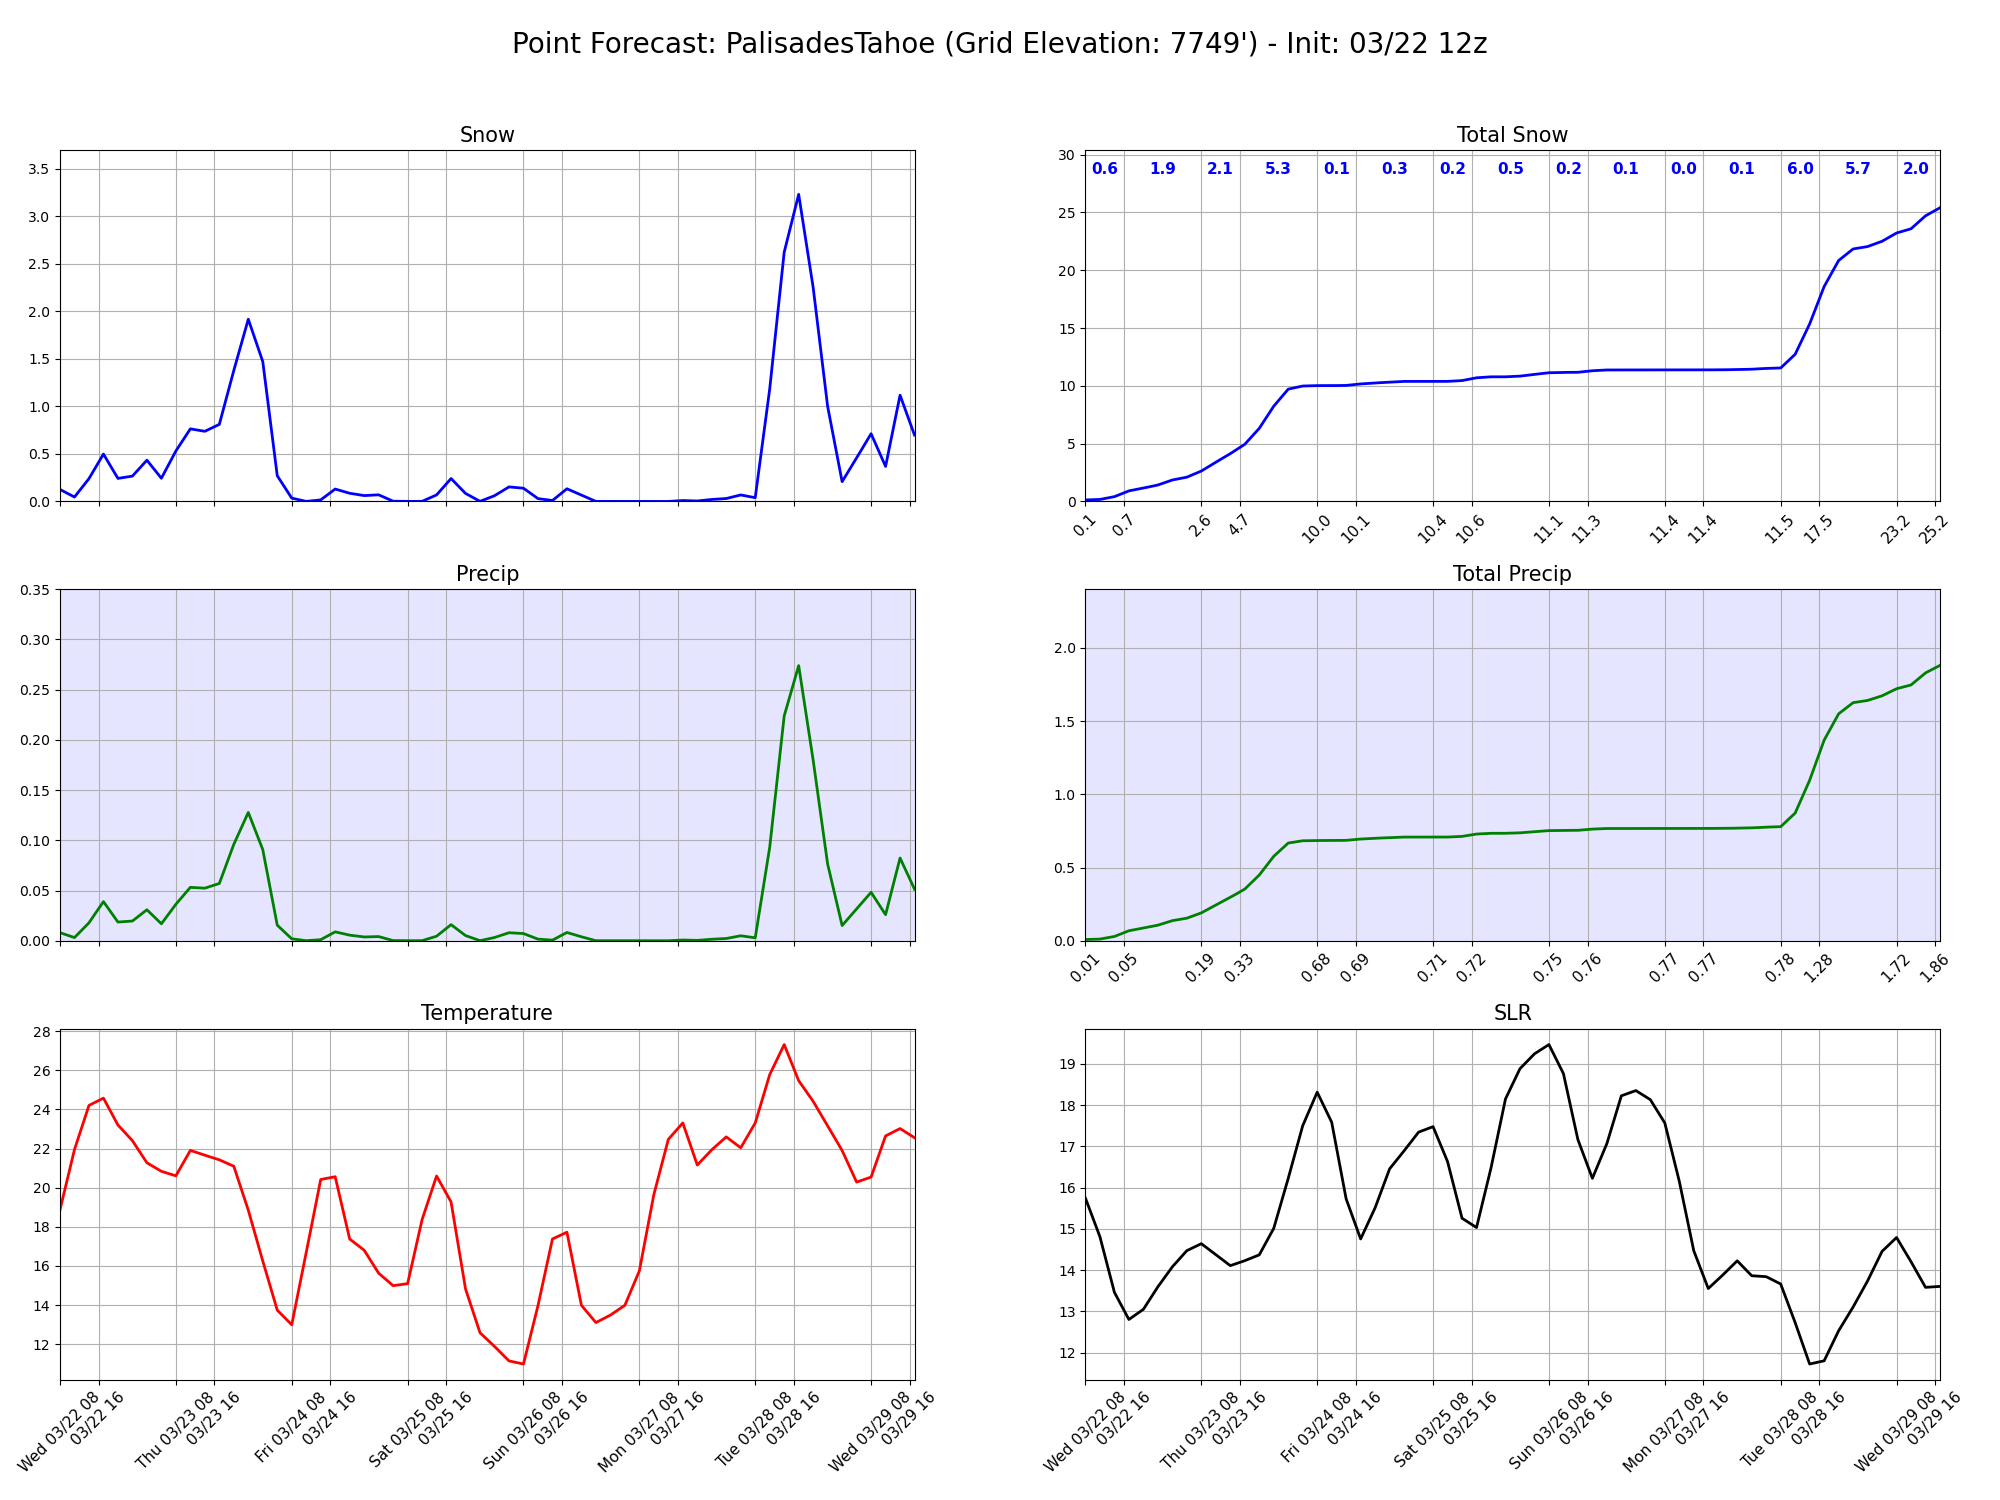 Point Forecast: PalisadesTahoe (Grid Elevation: 7749') - Init: 03/22 12z
Snow
3.5
3.0
2.5
2.0
1.5
1.0
0.5
0.0
Total Snow
30
25
20
15
10
5
0
0.6 1.9 2.1 5.3 0.1 0.3 0.2 0.5 0.2 0.1 0.0 0.1 6.0 5.7 2.0
0.1 0.7 2.6 4.7 10.0 10.1 10.4 10.6 11.1 11.3 11.4 11.4 11.5 17.5 23.2 25.2
Precip
0.35
0.30
0.25
0.20
0.15
0.10
0.05
0.00
Total Precip
2.0
1.5
1.0
0.5
0.0
0.01 0.05 0.19 0.33 0.68 0.69 0.71 0.72 0.75 0.76 0.77 0.77 0.78 1.28 1.72 1.86
Temperature
28
26
24
22
20
18
16
14
12
Wed 03/22 08
03/22 16
Thu 03/23 08
03/23 16
Fri 03/24 08
03/24 16
Sat 03/25 08
03/25 16
Sun 03/26 08
03/26 16
Mon 03/27 08
03/27 16
Tue 03/28 08
03/28 16
Wed 03/29 08
03/29 16
SLR
19
18
17
16
15
14
13
12
Wed 03/22 08
03/22 16
Thu 03/23 08
03/23 16
Fri 03/24 08
03/24 16
Sat 03/25 08
03/25 16
Sun 03/26 08
03/26 16
Mon 03/27 08
03/27 16
Tue 03/28 08
03/28 16
Wed 03/29 08
03/29 16